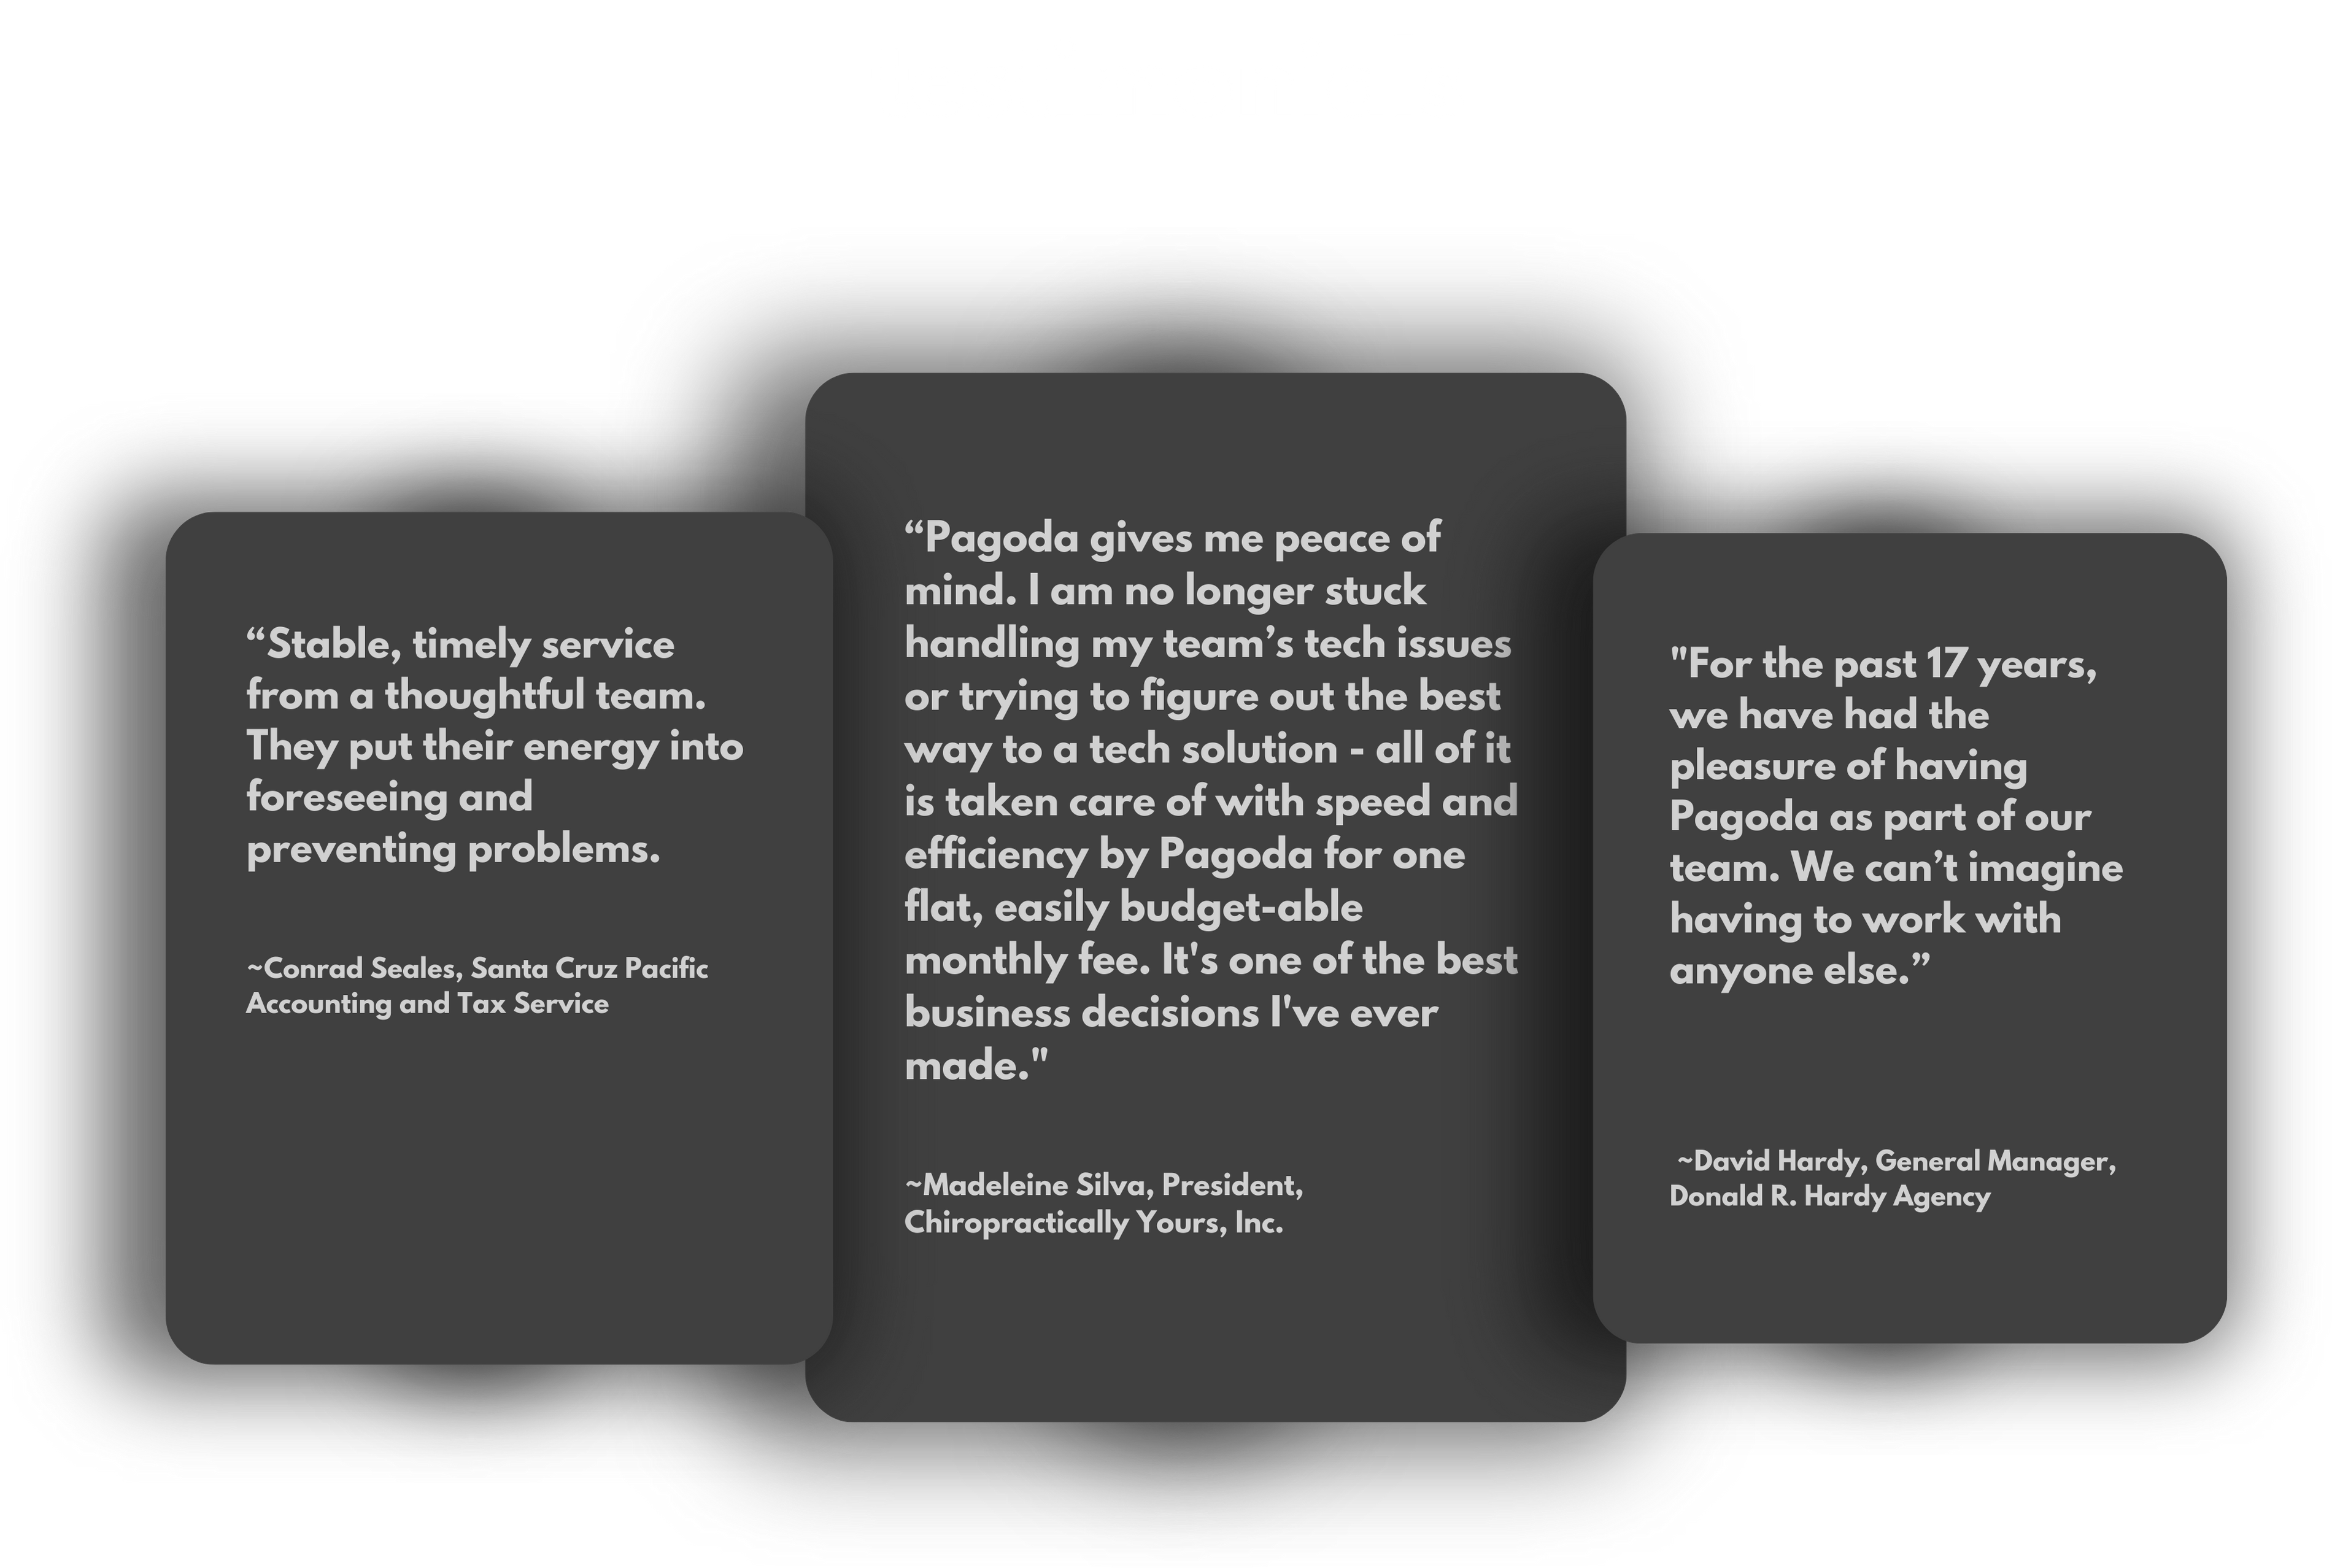 “Stable, timely service
from a thoughtful team.
They put their energy into
foreseeing and
preventing problems.
~Conrad Seales, Santa Cruz Pacific
Accounting and Tax Service
“Pagoda gives me peace of
mind. I am no longer stuck
handling my team’s tech issues
or trying to figure out the best
way to a tech solution - all of it
is taken care of with speed and
efficiency by Pagoda for one
flat, easily budget-able
monthly fee. It's one of the best
business decisions I've ever
made."
~Madeleine Silva, President,
Chiropractically Yours, Inc.
"For the past 17 years,
we have had the
pleasure of having
Pagoda as part of our
team. We can’t imagine
having to work with
anyone else.”
~David Hardy, General Manager,
Donald R. Hardy Agency